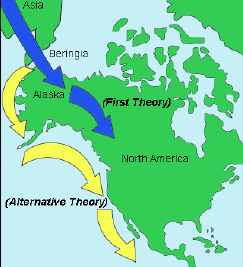 Asia
Beringia
Alaska
(First Theory)
North America
(Alternative Theory)